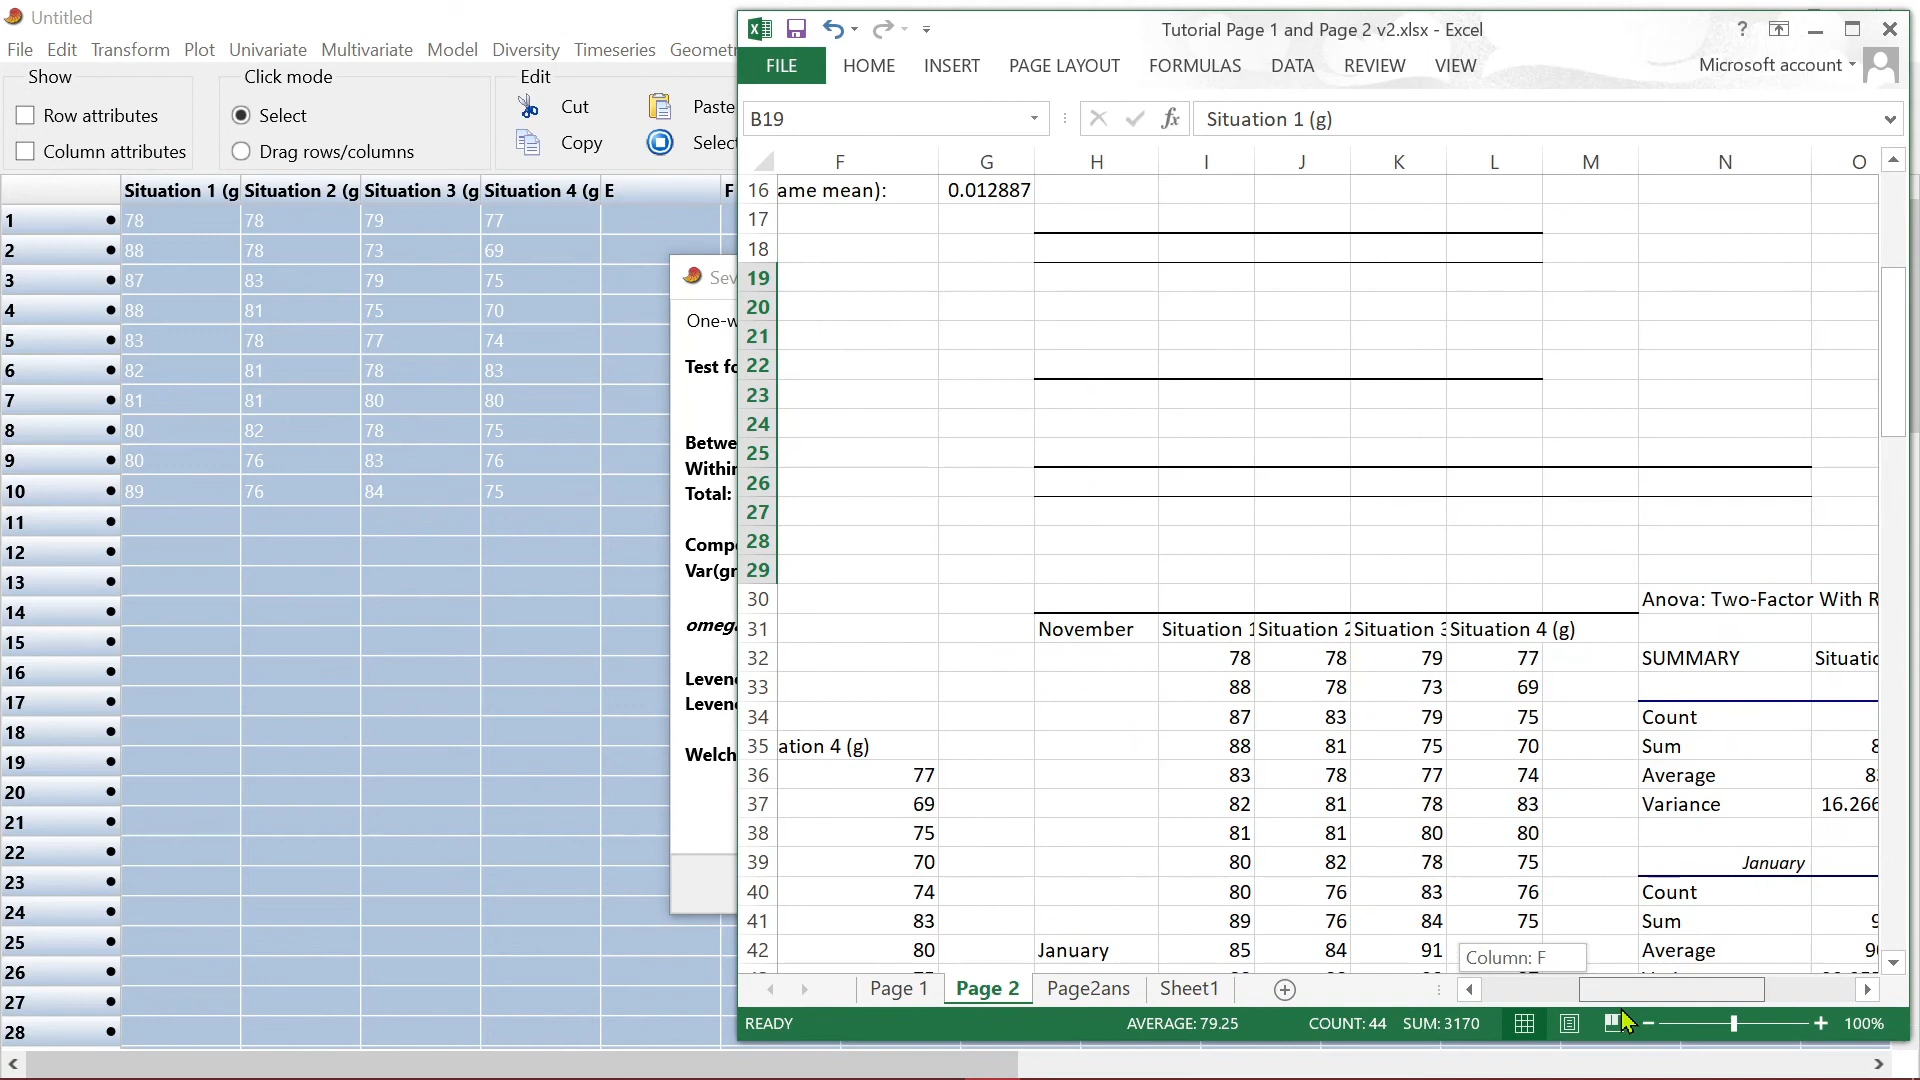 Untitled
File Edit Transform Plot Univariate Multivariate Model Diversity Timeseries Geomet
Show
Row attributes
Column attributes
Click mode
Select
Drag rows/columns
Edit
Cut
Paste
Copy
Selec
Situation 1 (g Situation 2 (g Situation 3 (g Situation 4 (g E F
1 78 78 79 77
2 88 78 73 69
3 87 83 79 75
4 88 81 75 70
5 83 78 77 74
6 82 81 78 83
7 81 81 80 80
8 80 82 78 75
9 80 76 83 76
10 89 76 84 75
11
12
13
14
15
16
17
18
19
20
21
22
23
24
25
26
27
28
Sev
One-w
Test fo
Betwe
Within
Total:
Compo
Var(gr
omega
Levene
Levene
Welch
Tutorial Page 1 and Page 2 v2.xlsx - Excel
FILE HOME INSERT PAGE LAYOUT FORMULAS DATA REVIEW VIEW
Microsoft account
B19
fx
Situation 1 (g)
F G H I J K L M N O
16 ame mean): 0.012887
17
18
19
20
21
22
23
24
25
26
27
28
29
30 Anova: Two-Factor With R
31 November Situation 1 Situation 2 Situation 3 Situation 4 (g)
32 78 78 79 77 SUMMARY Situatio
33 88 78 73 69
34 87 83 79 75 Count
35 ation 4 (g) 88 81 75 70 Sum 8
36 77 83 78 77 74 Average 8
37 69 82 81 78 83 Variance 16.266
38 75 81 81 80 80
39 70 80 82 78 75 January
40 74 80 76 83 76 Count
41 83 89 76 84 75 Sum 9
42 80 January 85 84 91 Average 9
Column: F
Page 1 Page 2 Page2ans Sheet1
READY
AVERAGE: 79.25 COUNT: 44 SUM: 3170
100%